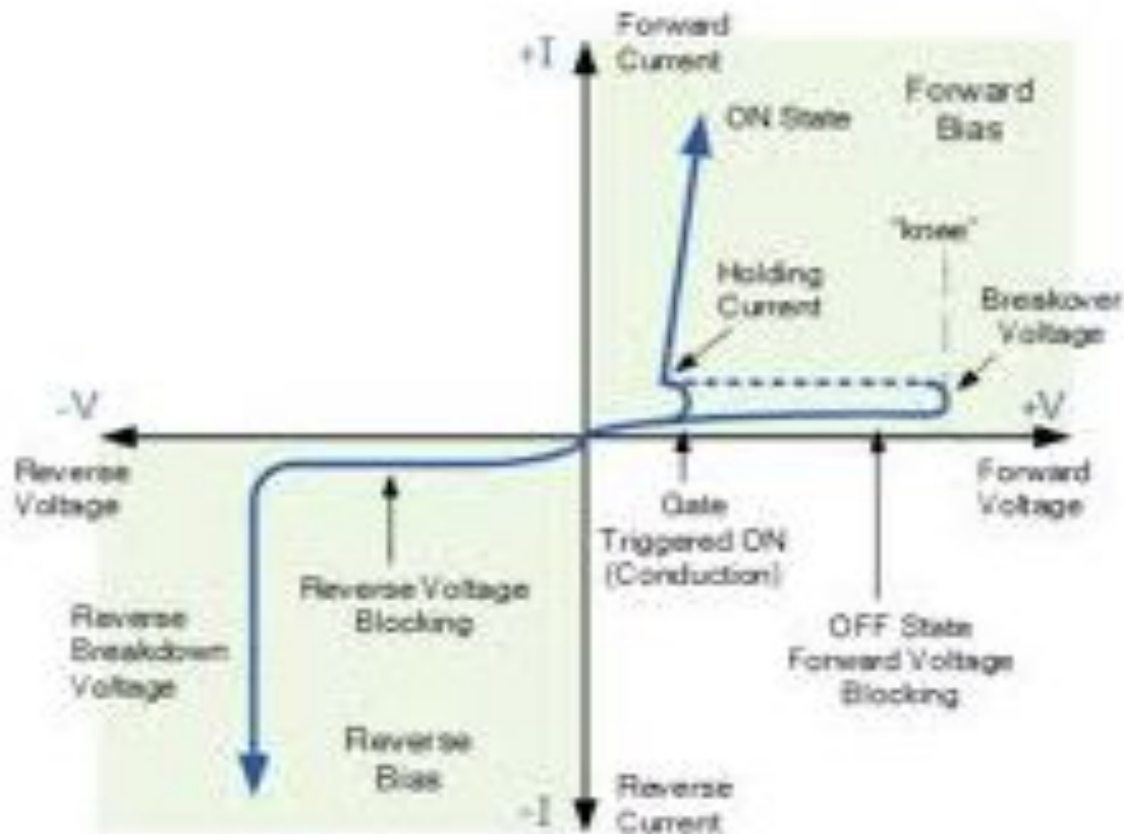 +I
Forward
Current
ON State
Forward
Bias
"knee"
Holding
Current
Breakover
Voltage
-V
+V
Reverse
Voltage
Forward
Voltage
Gate
Triggered ON
(Conduction)
Reverse Voltage
Blocking
OFF State
Forward Voltage
Blocking
Reverse
Breakdown
Voltage
Reverse
Bias
-I
Reverse
Current